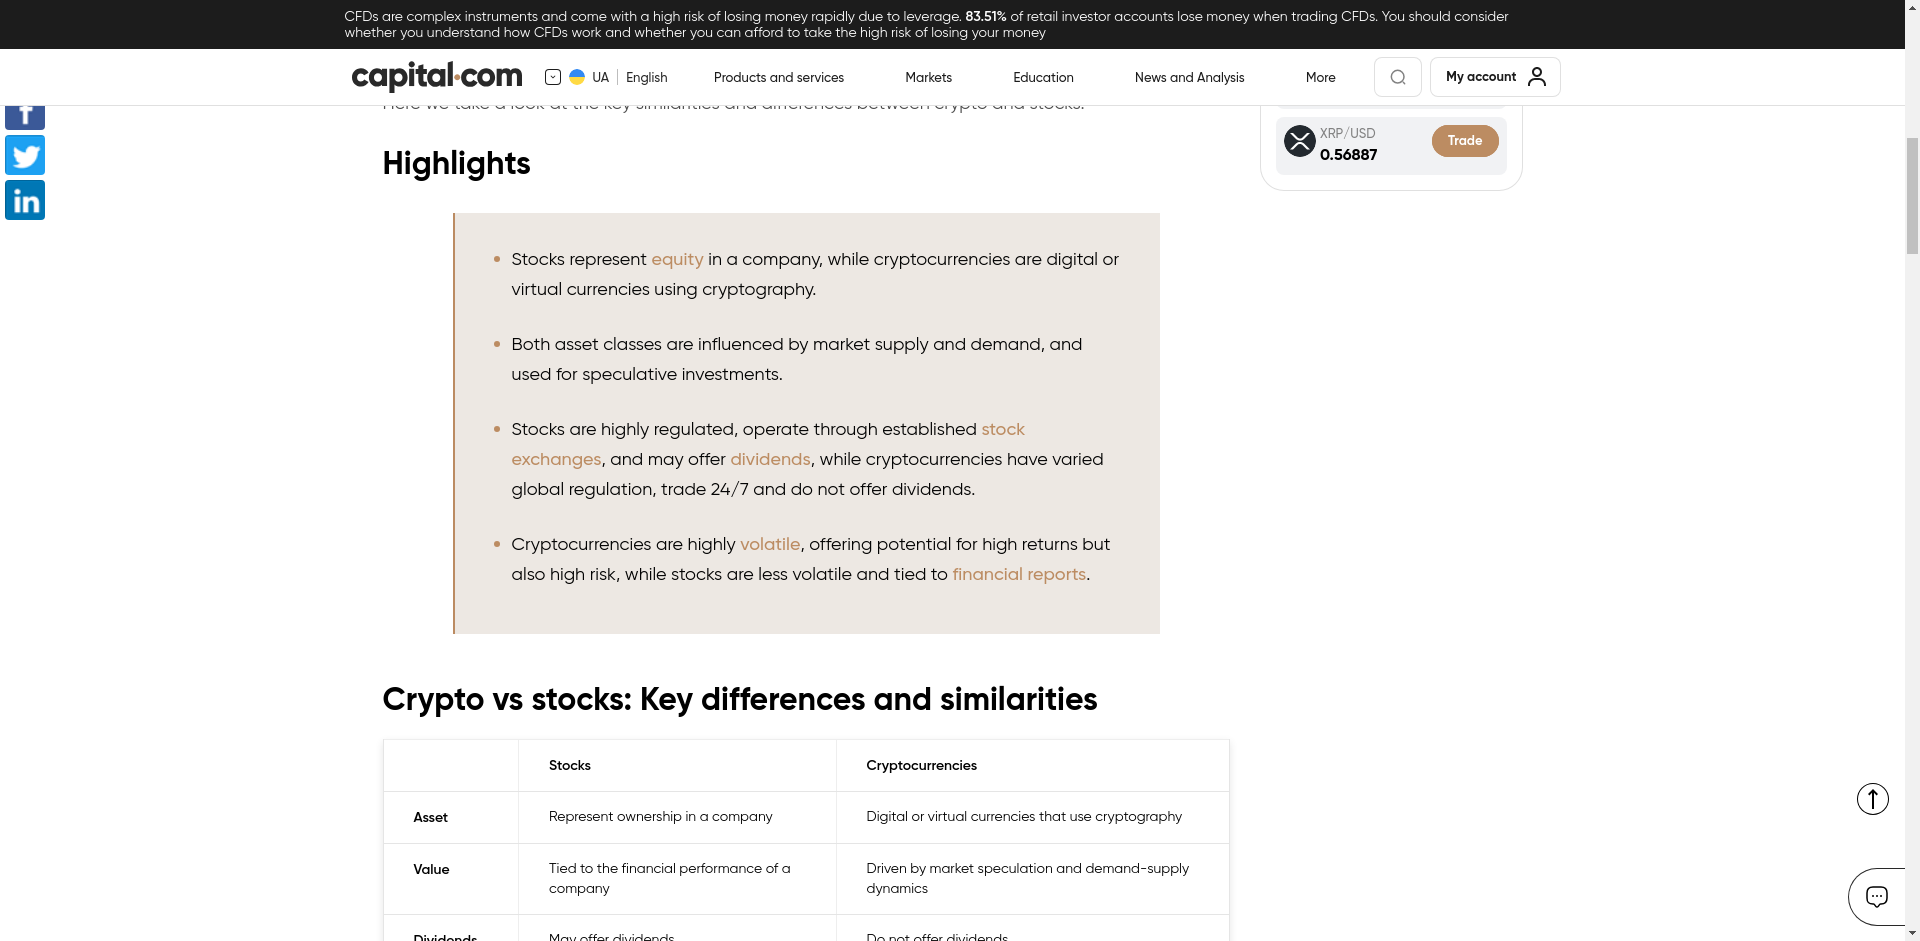 CFDs are complex instruments and come with a high risk of losing money rapidly due to leverage. 83.51% of retail investor accounts lose money when trading CFDs. You should consider
whether you understand how CFDs work and whether you can afford to take the high risk of losing your money
capital.com
UA
English
Products and services
Markets
Education
News and Analysis
More
My account
Here we take a look at the key similarities and differences between crypto and stocks.
XRP/USD
0.56887
Trade
Highlights
Stocks represent equity in a company, while cryptocurrencies are digital or
virtual currencies using cryptography.
Both asset classes are influenced by market supply and demand, and
used for speculative investments.
Stocks are highly regulated, operate through established stock
exchanges, and may offer dividends, while cryptocurrencies have varied
global regulation, trade 24/7 and do not offer dividends.
Cryptocurrencies are highly volatile, offering potential for high returns but
also high risk, while stocks are less volatile and tied to financial reports.
Crypto vs stocks: Key differences and similarities
Stocks
Cryptocurrencies
Asset
Represent ownership in a company
Digital or virtual currencies that use cryptography
Value
Tied to the financial performance of a
company
Driven by market speculation and demand-supply
dynamics
Dividends
May offer dividends
Do not offer dividends